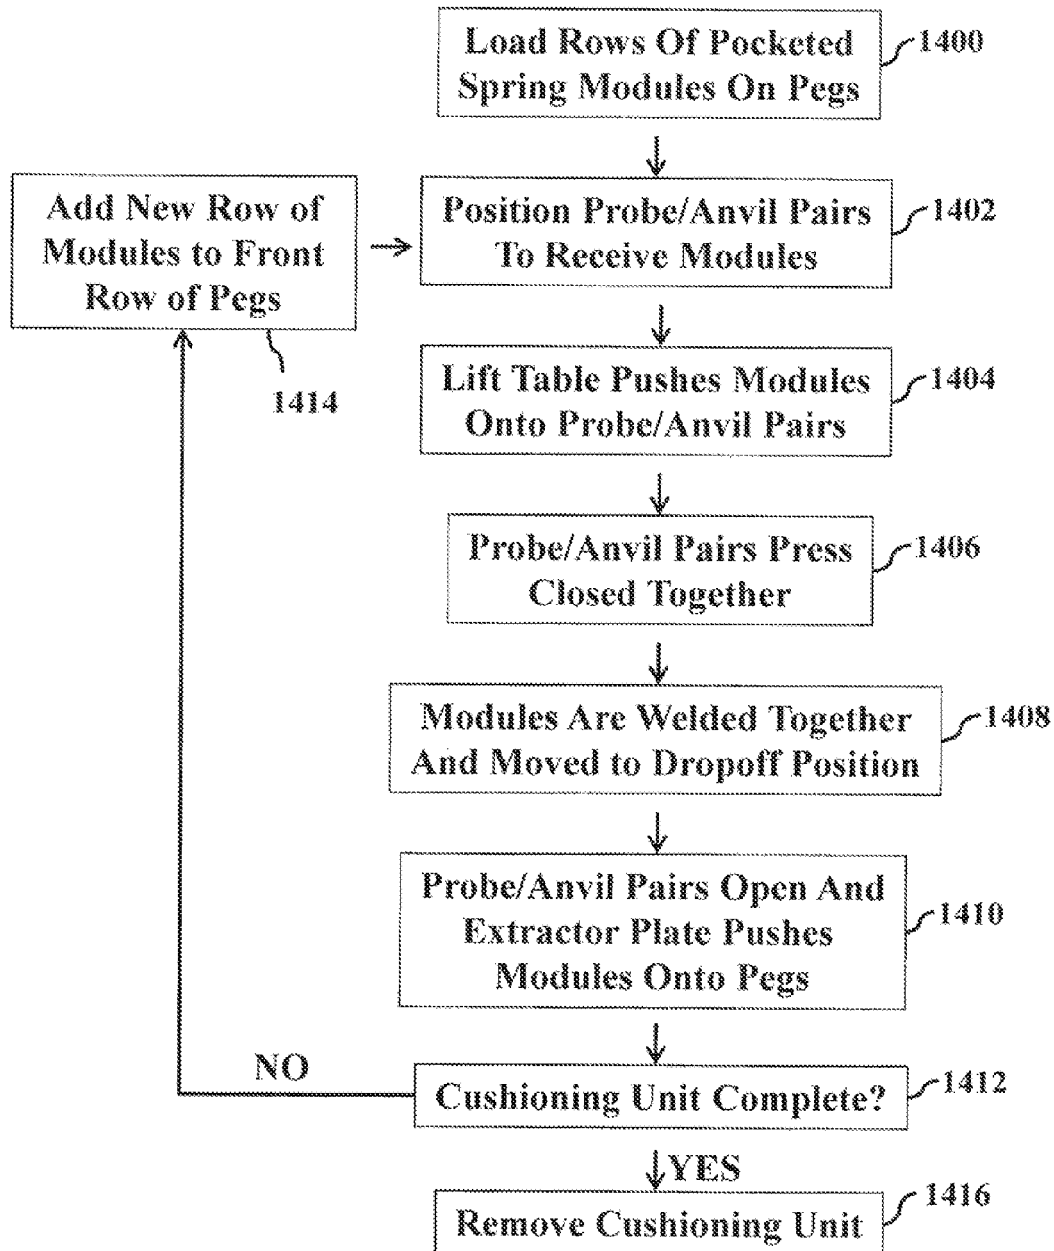 Load Rows Of Pocketed
Spring Modules On Pegs
1400
Add New Row of
Modules to Front
Row of Pegs
1414
Position Probe/Anvil Pairs
To Receive Modules
1402
Lift Table Pushes Modules
Onto Probe/Anvil Pairs
1404
Probe/Anvil Pairs Press
Closed Together
1406
Modules Are Welded Together
And Moved to Dropoff Position
1408
Probe/Anvil Pairs Open And
Extractor Plate Pushes
Modules Onto Pegs
1410
NO
Cushioning Unit Complete?
1412
YES
Remove Cushioning Unit
1416